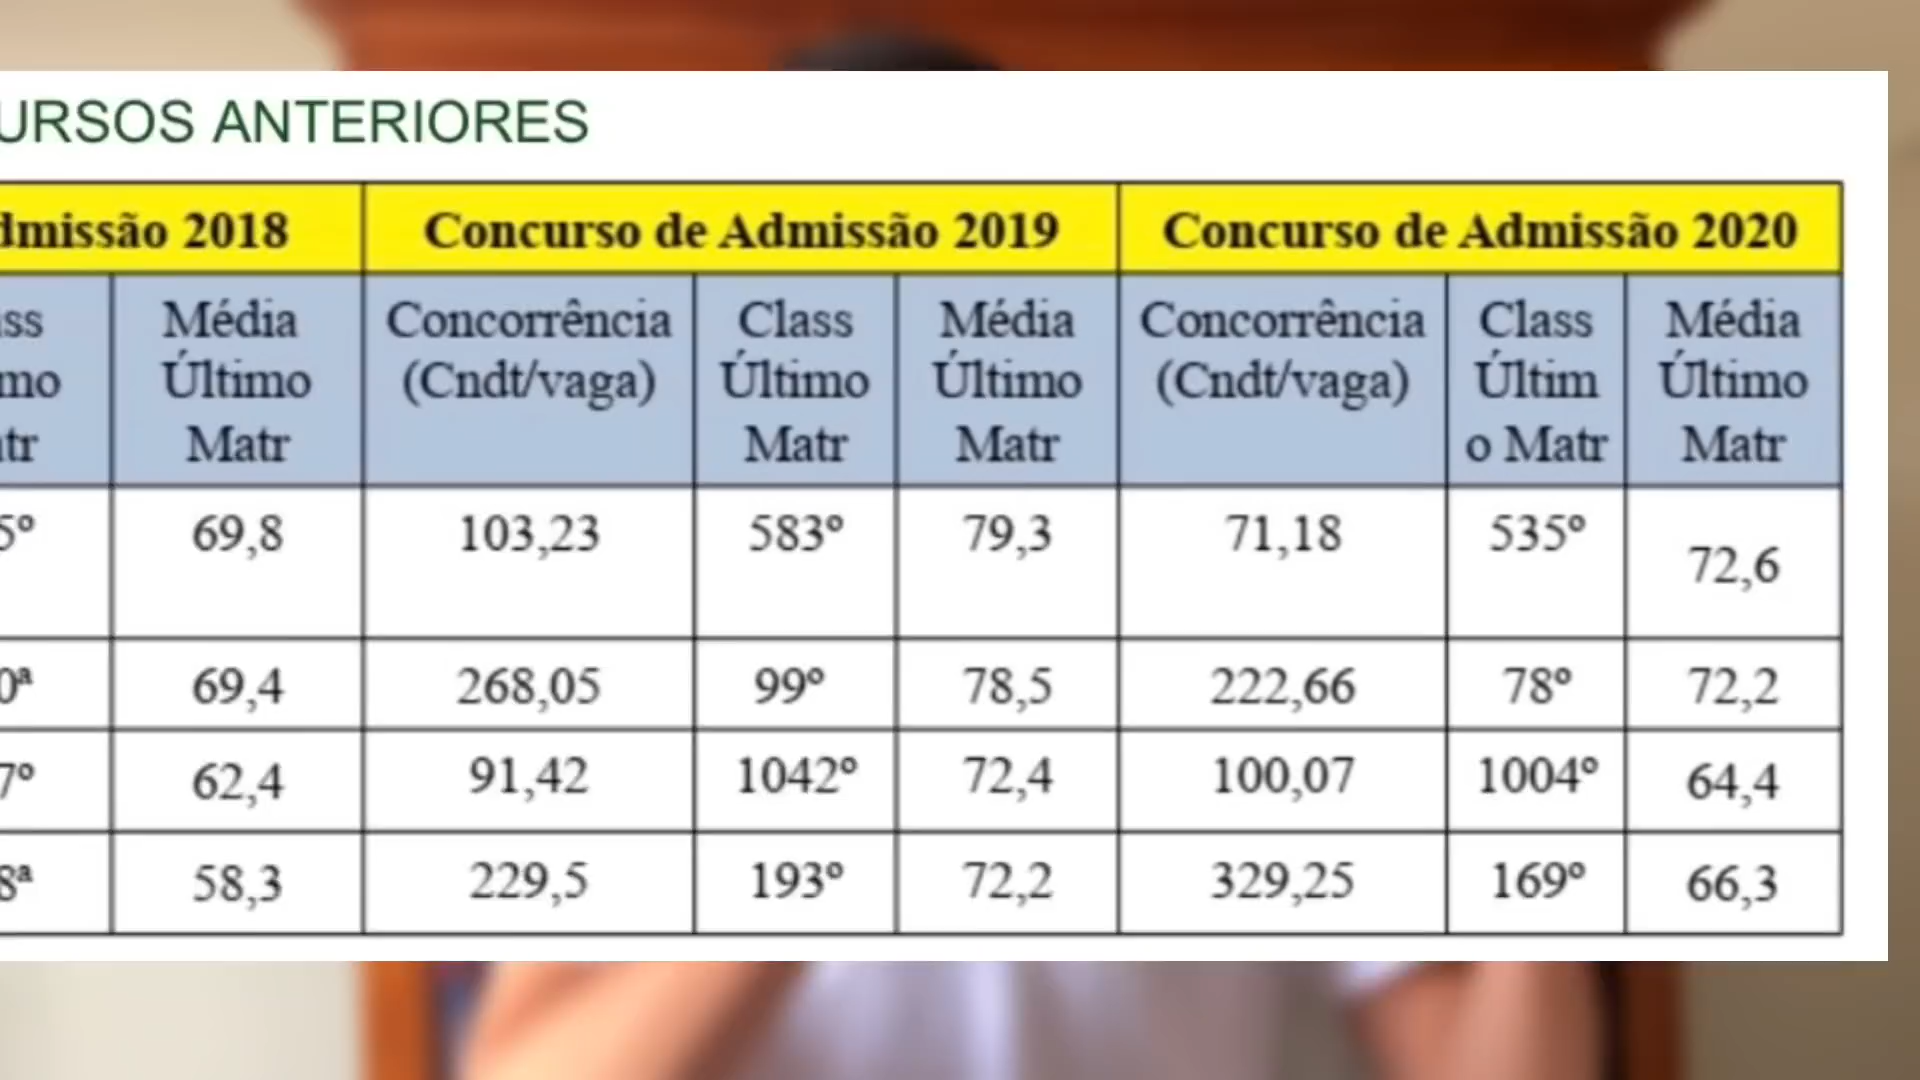 URSOS ANTERIORES
dmissão 2018 Concurso de Admissão 2019 Concurso de Admissão 2020
ss Média Concorrência Class Média Concorrência Class Média
mo Último (Cndt/vaga) Último Último (Cndt/vaga) Últim Último
tr Matr Matr Matr o Matr Matr
5º 69,8 103,23 583º 79,3 71,18 535º 72,6
0ª 69,4 268,05 99º 78,5 222,66 78º 72,2
7º 62,4 91,42 1042º 72,4 100,07 1004º 64,4
8ª 58,3 229,5 193º 72,2 329,25 169º 66,3